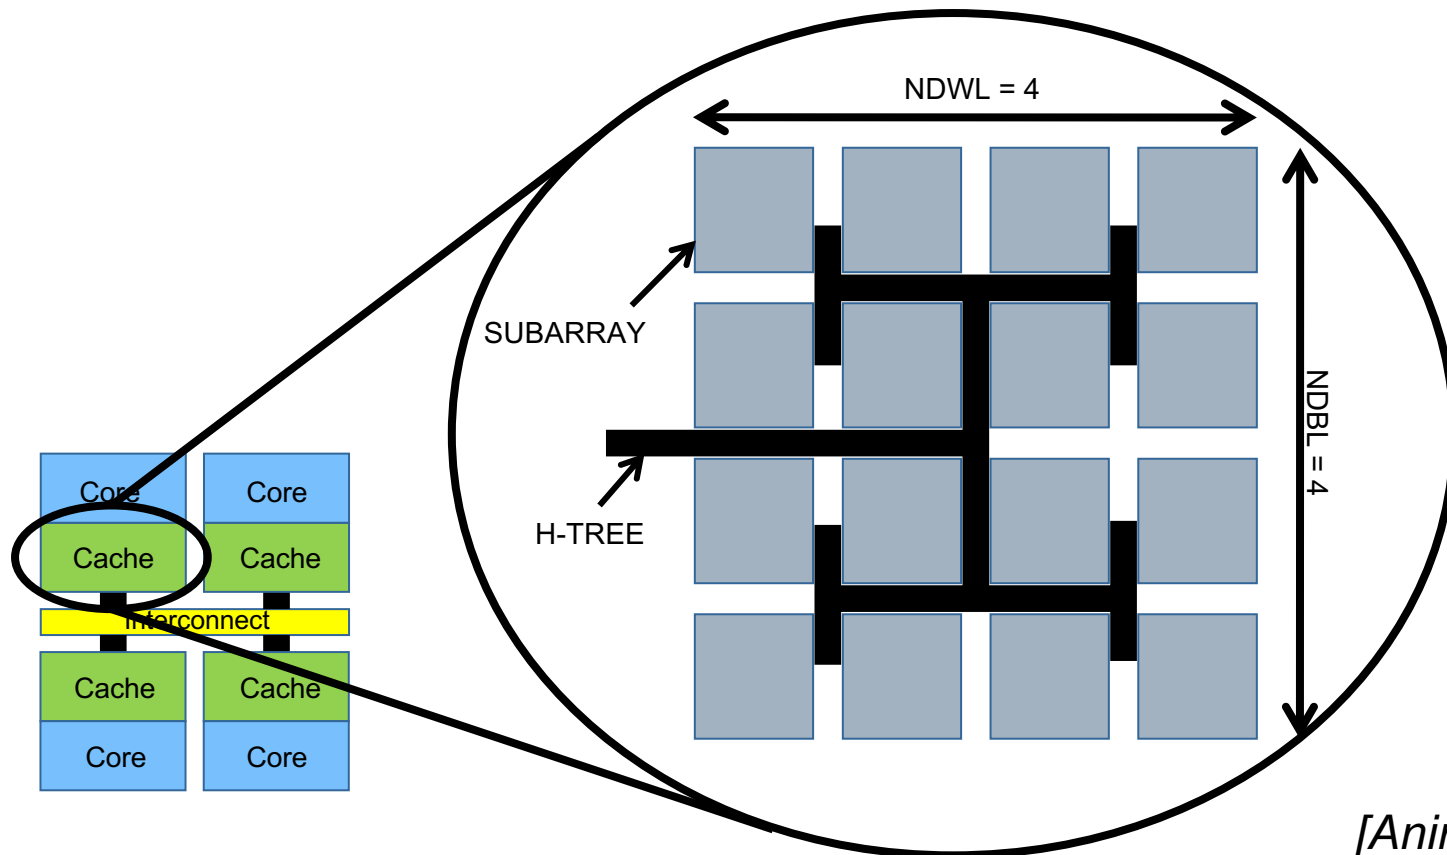 NDWL = 4
SUBARRAY
NDBL = 4
H-TREE
Core
Core
Cache
Cache
Interconnect
Cache
Cache
Core
Core